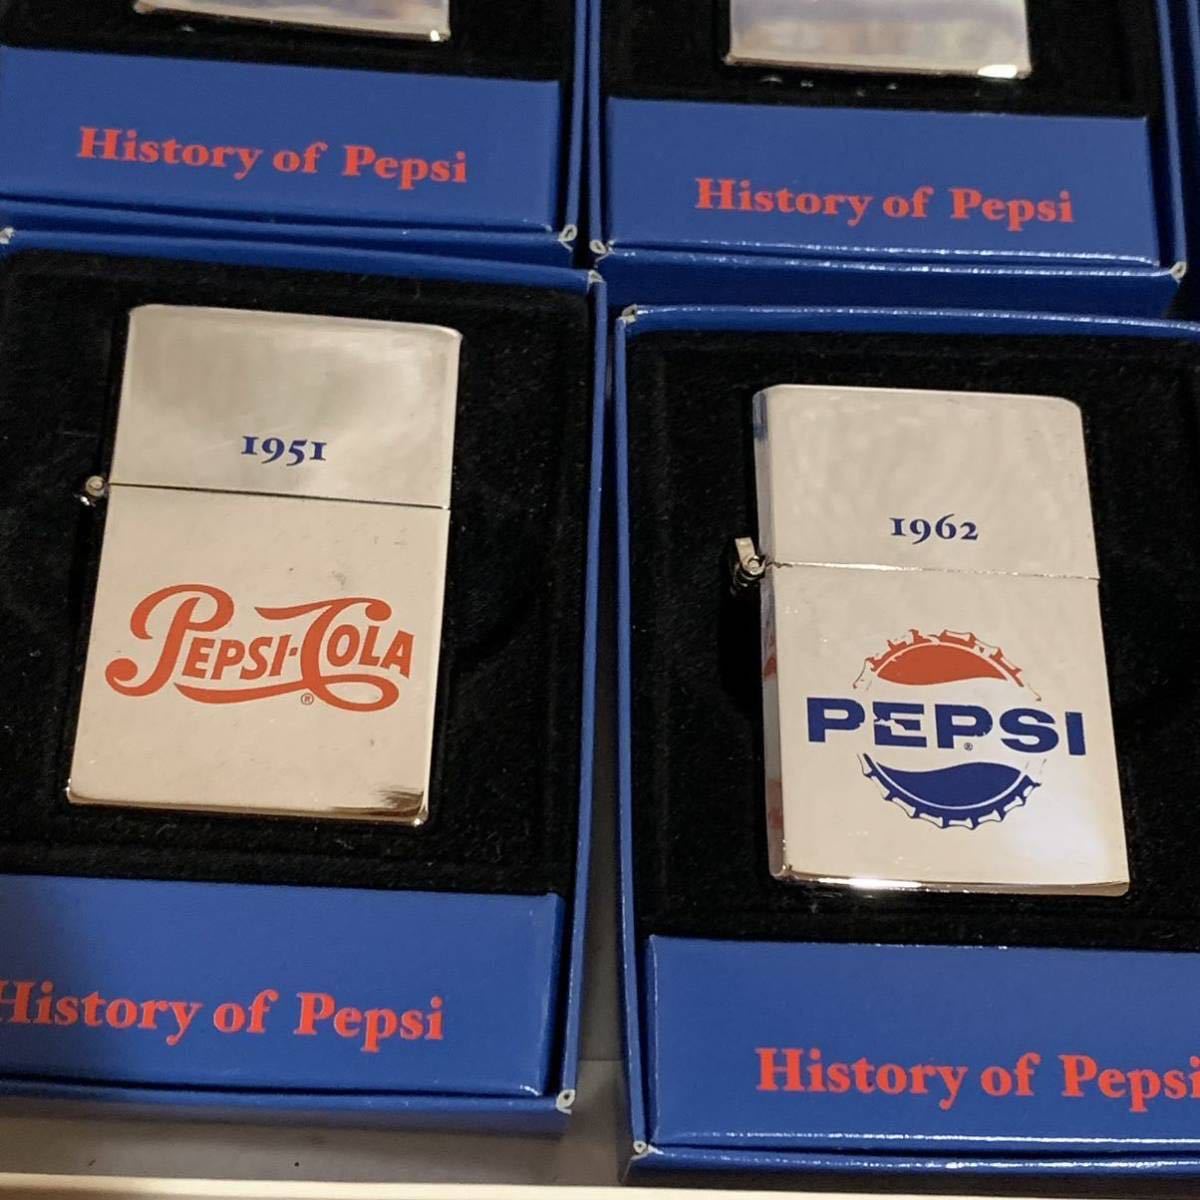 History of Pepsi
History of Pepsi
1951
PEPSI-COLA
®
1962
PEPSI
®
History of Pepsi
History of Pepsi